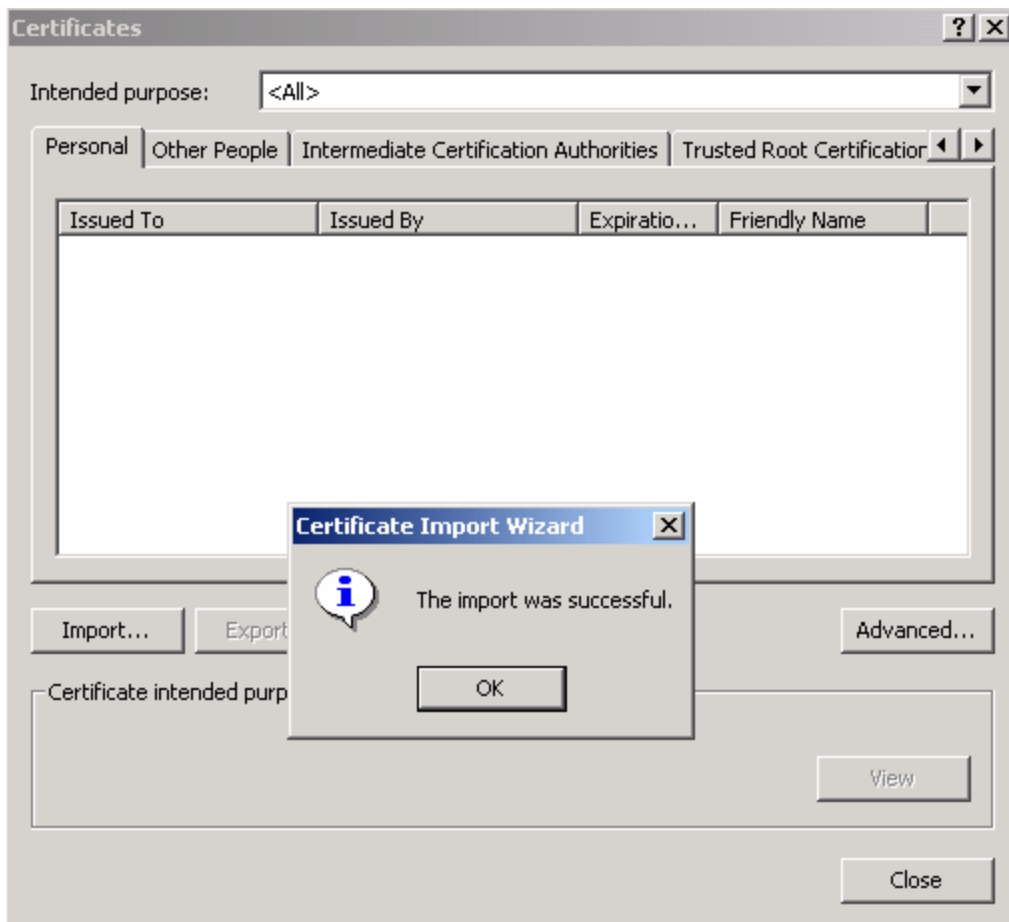 Certificates
Intended purpose: <All>
Personal Other People Intermediate Certification Authorities Trusted Root Certification
Issued To Issued By Expiratio... Friendly Name
Certificate Import Wizard
The import was successful.
OK
Import... Export Advanced...
Certificate intended purp
View
Close